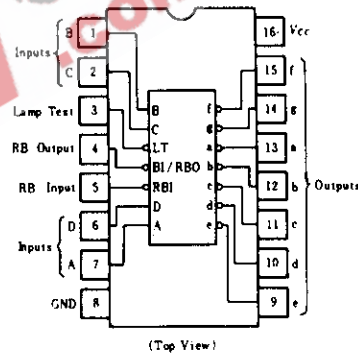 B 1
Inputs
C 2
Lamp Test 3
RB Output 4
RB Input 5
D 6
Inputs
A 7
GND 8
B
C
LT
BI/RBO
RBI
D
A
f
g
a
b
c
d
e
16 Vcc
15 f
14 g
13 a
12 b
Outputs
11 c
10 d
9 e
(Top View)